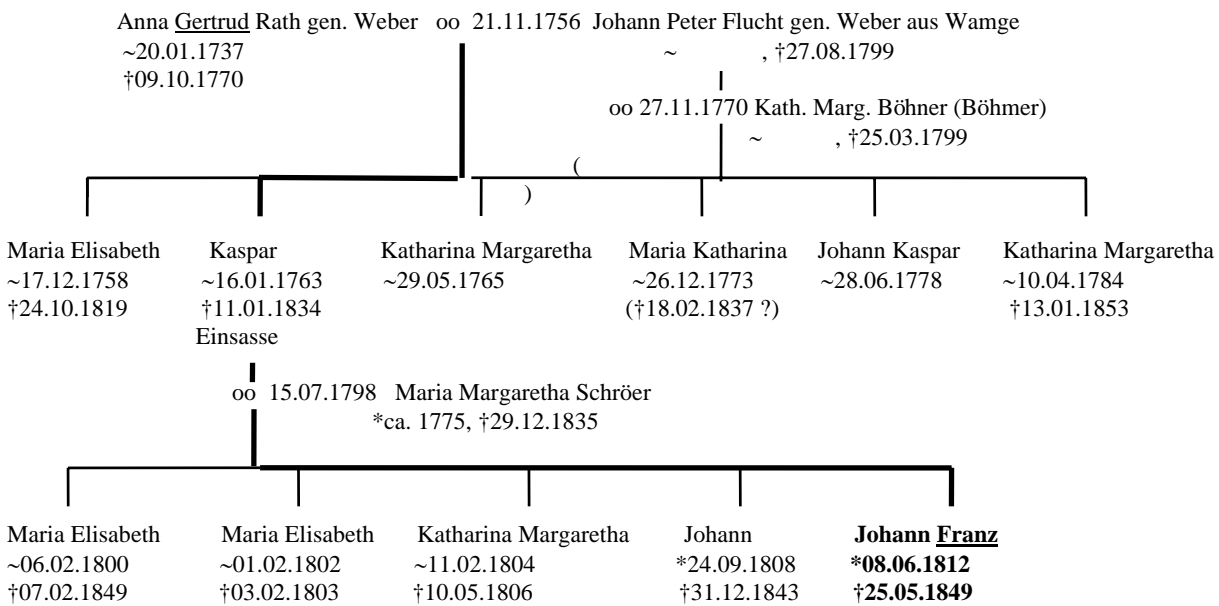 Anna Gertrud Rath gen. Weber oo 21.11.1756 Johann Peter Flucht gen. Weber aus Wamge
~20.01.1737 ~ , †27.08.1799
†09.10.1770
oo 27.11.1770 Kath. Marg. Böhner (Böhmer)
~ , †25.03.1799
(
)
Maria Elisabeth Kaspar Katharina Margaretha Maria Katharina Johann Kaspar Katharina Margaretha
~17.12.1758 ~16.01.1763 ~29.05.1765 ~26.12.1773 ~28.06.1778 ~10.04.1784
†24.10.1819 †11.01.1834 (†18.02.1837 ?) †13.01.1853
Einsasse
oo 15.07.1798 Maria Margaretha Schröer
*ca. 1775, †29.12.1835
Maria Elisabeth Maria Elisabeth Katharina Margaretha Johann Johann Franz
~06.02.1800 ~01.02.1802 ~11.02.1804 *24.09.1808 *08.06.1812
†07.02.1849 †03.02.1803 †10.05.1806 †31.12.1843 †25.05.1849